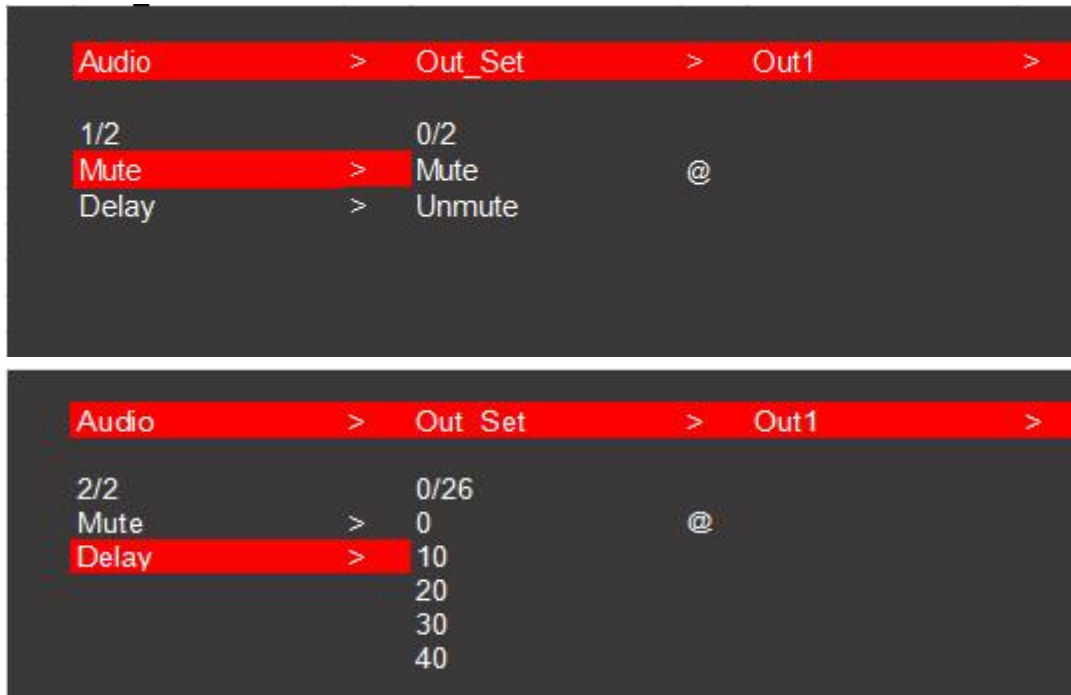 Audio > Out_Set > Out1 >
1/2 0/2
Mute > Mute @
Delay > Unmute
Audio > Out Set > Out1 >
2/2 0/26
Mute > 0 @
Delay > 10
20
30
40